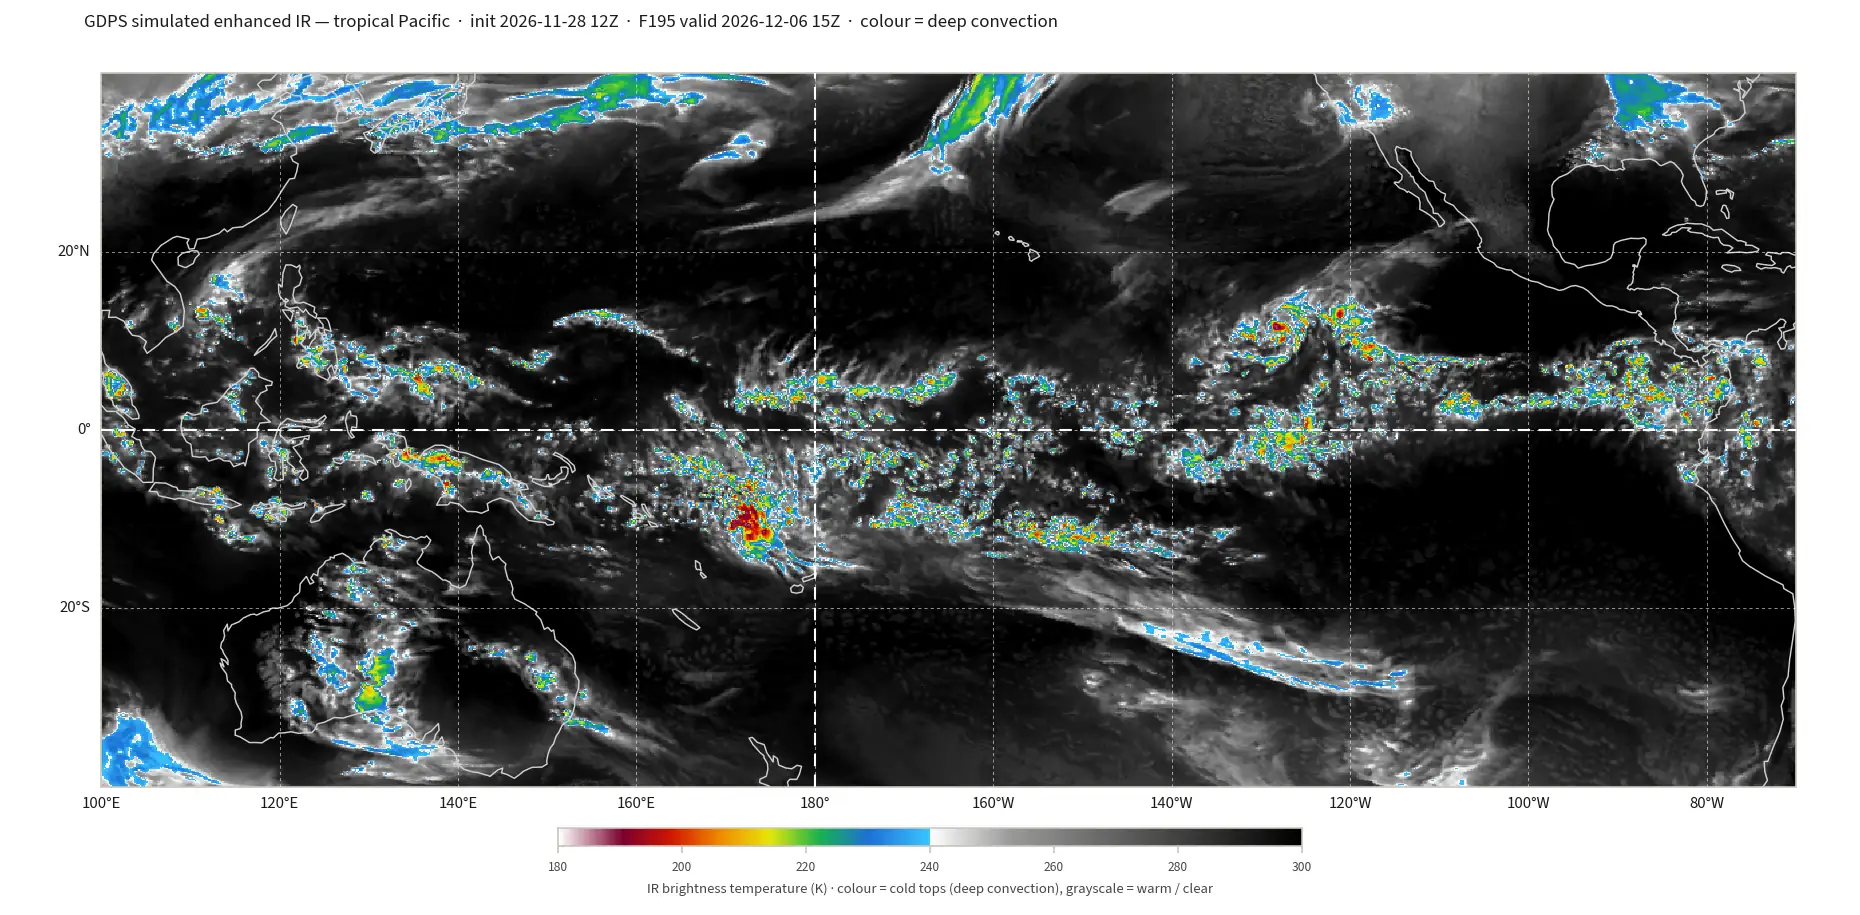 GDPS simulated enhanced IR — tropical Pacific · init 2026-11-28 12Z · F195 valid 2026-12-06 15Z · colour = deep convection
20°N
0°
20°S
100°E 120°E 140°E 160°E 180° 160°W 140°W 120°W 100°W 80°W
180 200 220 240 260 280 300
IR brightness temperature (K) · colour = cold tops (deep convection), grayscale = warm / clear